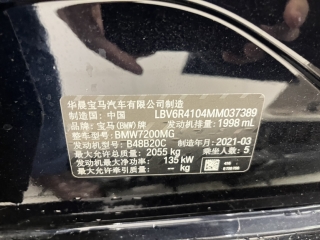 华晨宝马汽车有限公司制造
制造国：中国 LBV6R4104MM037389
品牌：宝马(BMW)牌 发动机排量：1998 mL
整车型号：BMW7200MG
发动机型号：B48B20C 制造年月：2021-03
最大允许总质量：2055 kg 乘坐人数：5
发动机最大净功率：135 kW
最大允许牵引质量：— kg